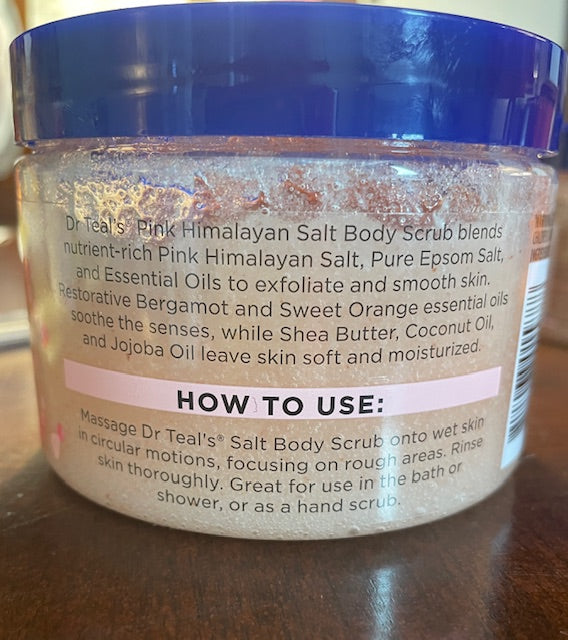 Dr Teal's® Pink Himalayan Salt Body Scrub blends
nutrient-rich Pink Himalayan Salt, Pure Epsom Salt,
and Essential Oils to exfoliate and smooth skin.
Restorative Bergamot and Sweet Orange essential oils
soothe the senses, while Shea Butter, Coconut Oil,
and Jojoba Oil leave skin soft and moisturized.
HOW TO USE:
Massage Dr Teal's® Salt Body Scrub onto wet skin
in circular motions, focusing on rough areas. Rinse
skin thoroughly. Great for use in the bath or
shower, or as a hand scrub.